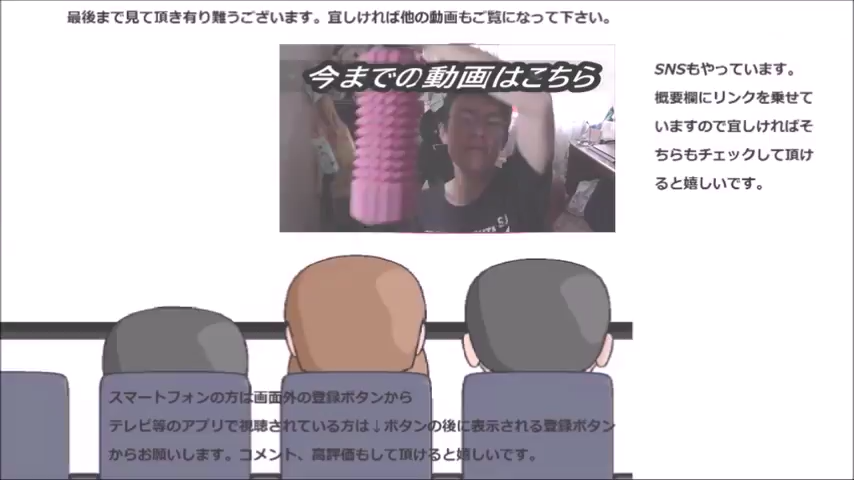 最後まで見て頂き有り難うございます。宜しければ他の動画もご覧になって下さい。
今までの動画はこちら
SNSもやっています。
概要欄にリンクを乗せて
いますので宜しければそ
ちらもチェックして頂け
ると嬉しいです。
スマートフォンの方は画面外の登録ボタンから
テレビ等のアプリで視聴されている方は↓ボタンの後に表示される登録ボタン
からお願いします。コメント、高評価もして頂けると嬉しいです。